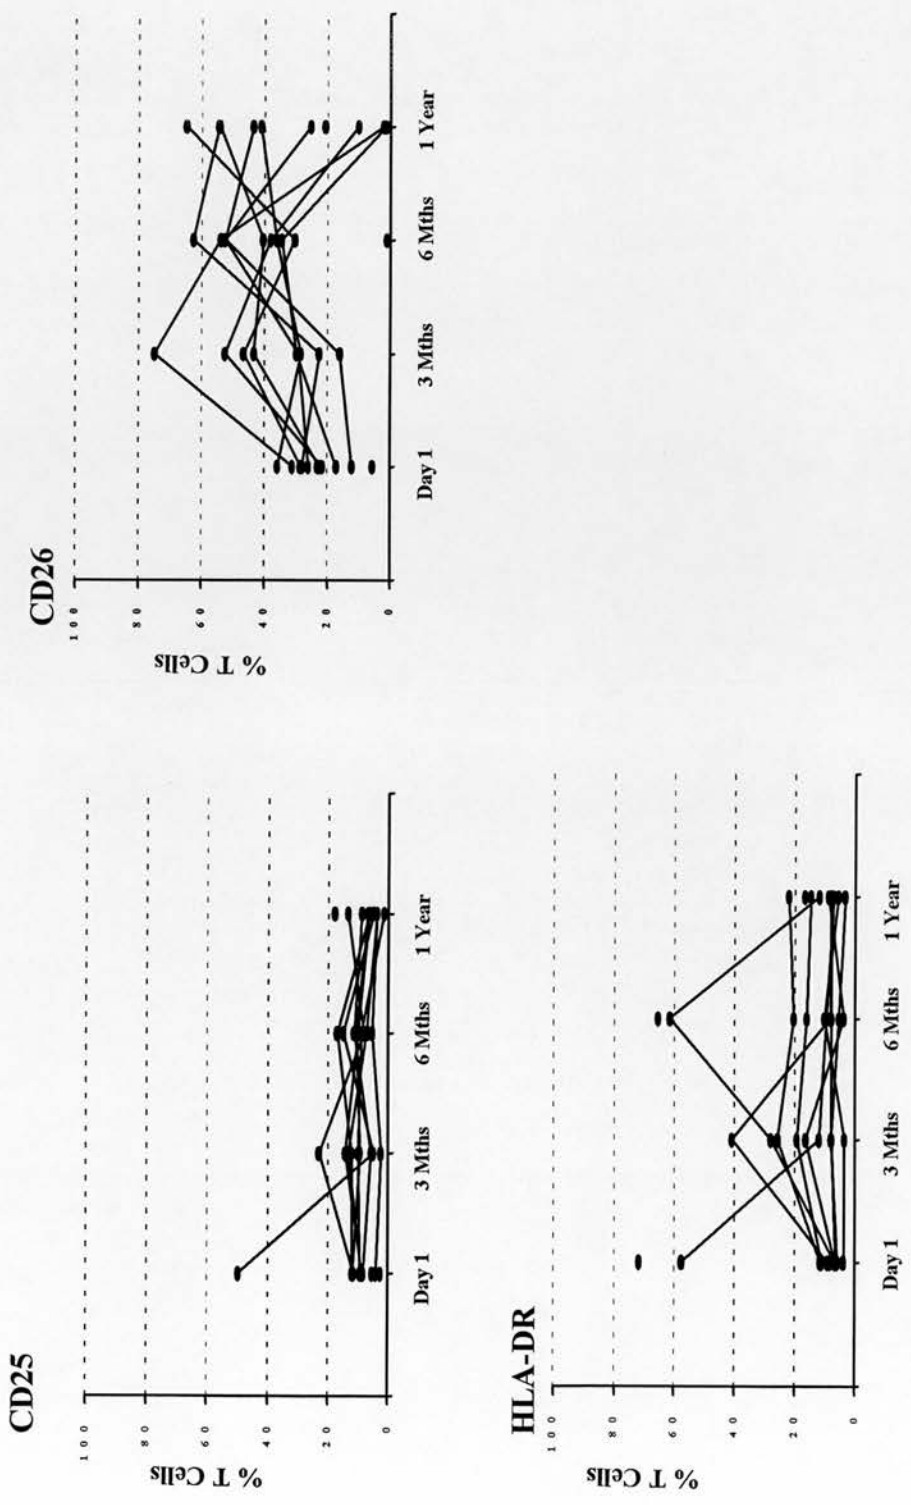 CD25
% T Cells
100
80
60
40
20
0
Day 1
3 Mths
6 Mths
1 Year
CD26
% T Cells
100
80
60
40
20
0
Day 1
3 Mths
6 Mths
1 Year
HLA-DR
% T Cells
100
80
60
40
20
0
Day 1
3 Mths
6 Mths
1 Year